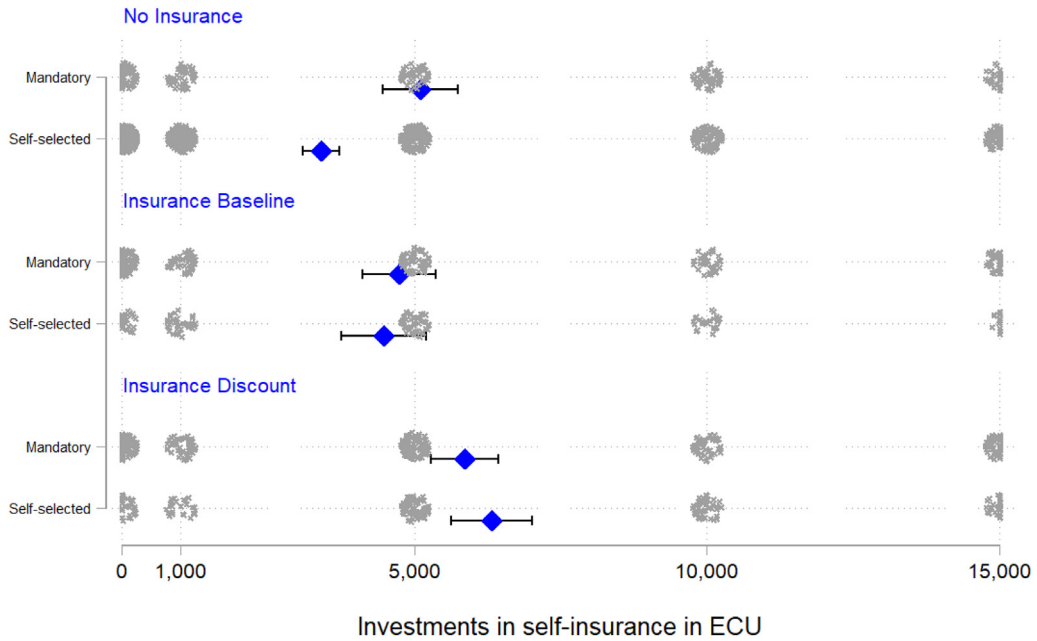 No Insurance
Mandatory
Self-selected
Insurance Baseline
Mandatory
Self-selected
Insurance Discount
Mandatory
Self-selected
0 1,000 5,000 10,000 15,000
Investments in self-insurance in ECU